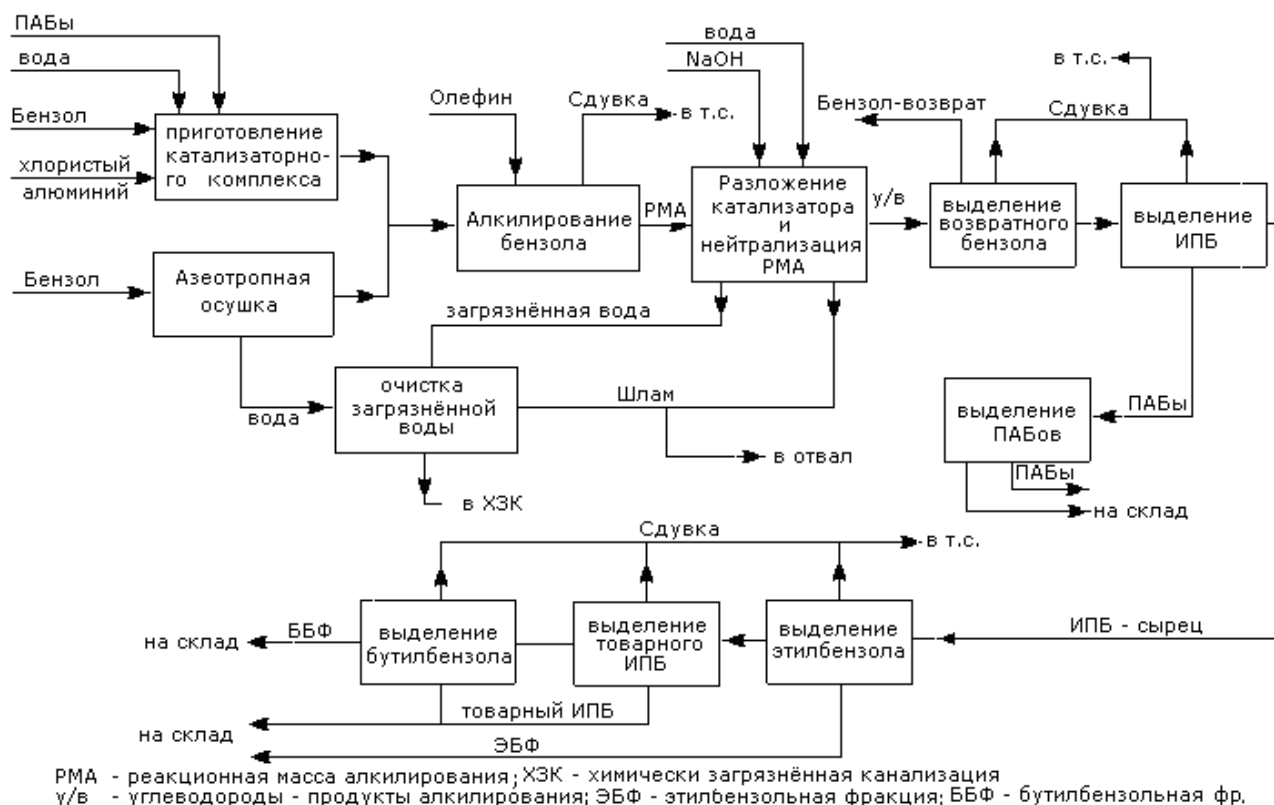 ПАБы
вода
Бензол
хлористый
алюминий
приготовление
катализаторно-
го комплекса
Бензол
Азеотропная
осушка
вода
Олефин
Сдувка
в т.с.
Алкилирование
бензола
РМА
вода
NaOH
Разложение
катализатора
и
нейтрализация
РМА
у/в
Бензол-возврат
в т.с.
Сдувка
выделение
возвратного
бензола
выделение
ИПБ
загрязнённая вода
очистка
загрязнённой
воды
Шлам
в отвал
в ХЗК
ПАБы
выделение
ПАБов
ПАБы
на склад
Сдувка
в т.с.
на склад
ББФ
выделение
бутилбензола
выделение
товарного
ИПБ
выделение
этилбензола
ИПБ - сырец
товарный ИПБ
на склад
ЭБФ
РМА - реакционная масса алкилирования; ХЗК - химически загрязнённая канализация
у/в - углеводороды - продукты алкилирования; ЭБФ - этилбензольная фракция; ББФ - бутилбензольная фр.